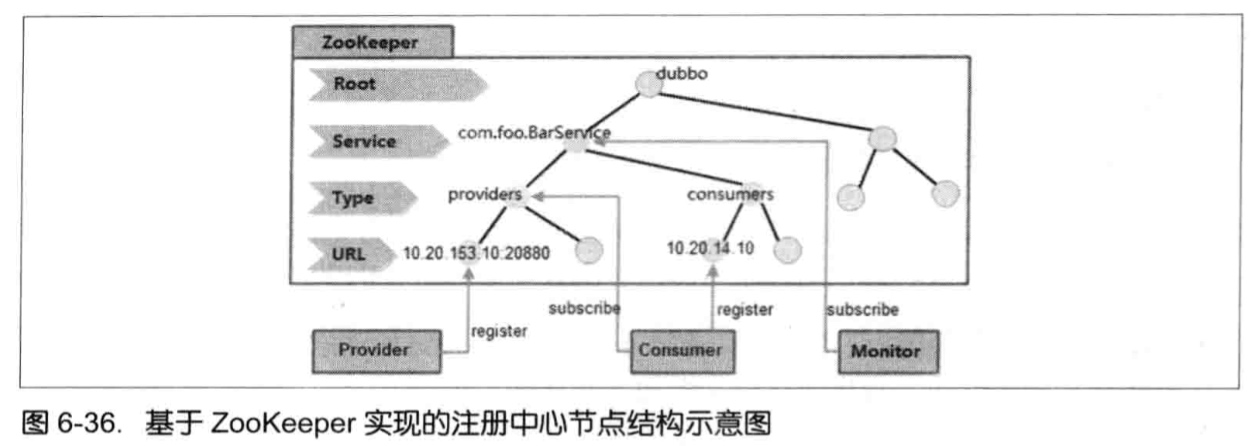 ZooKeeper
Root
dubbo
Service
com.foo.BarService
Type
providers
consumers
URL
10.20.153.10:20880
10.20.14.10
subscribe
register
subscribe
register
Provider
Consumer
Monitor
图 6-36. 基于 ZooKeeper 实现的注册中心节点结构示意图